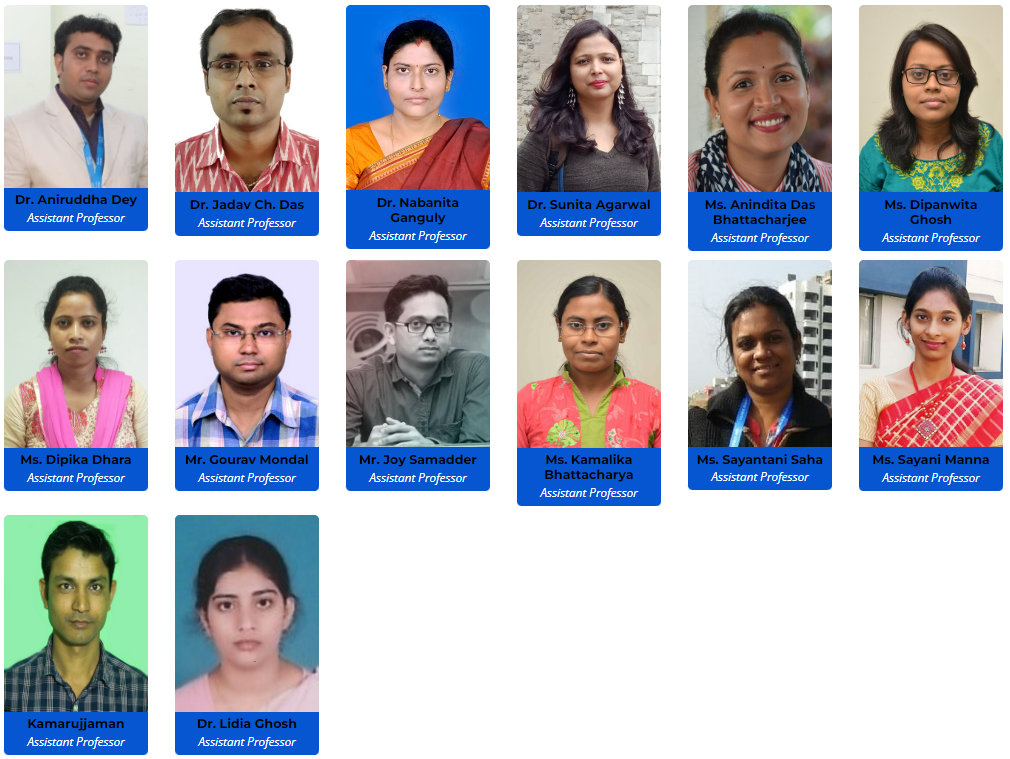 Dr. Aniruddha Dey
Assistant Professor
Dr. Jadav Ch. Das
Assistant Professor
Dr. Nabanita
Ganguly
Assistant Professor
Dr. Sunita Agarwal
Assistant Professor
Ms. Anindita Das
Bhattacharjee
Assistant Professor
Ms. Dipanwita
Ghosh
Assistant Professor
Ms. Dipika Dhara
Assistant Professor
Mr. Gourav Mondal
Assistant Professor
Mr. Joy Samadder
Assistant Professor
Ms. Kamalika
Bhattacharya
Assistant Professor
Ms. Sayantani Saha
Assistant Professor
Ms. Sayani Manna
Assistant Professor
Kamarujjaman
Assistant Professor
Dr. Lidia Ghosh
Assistant Professor